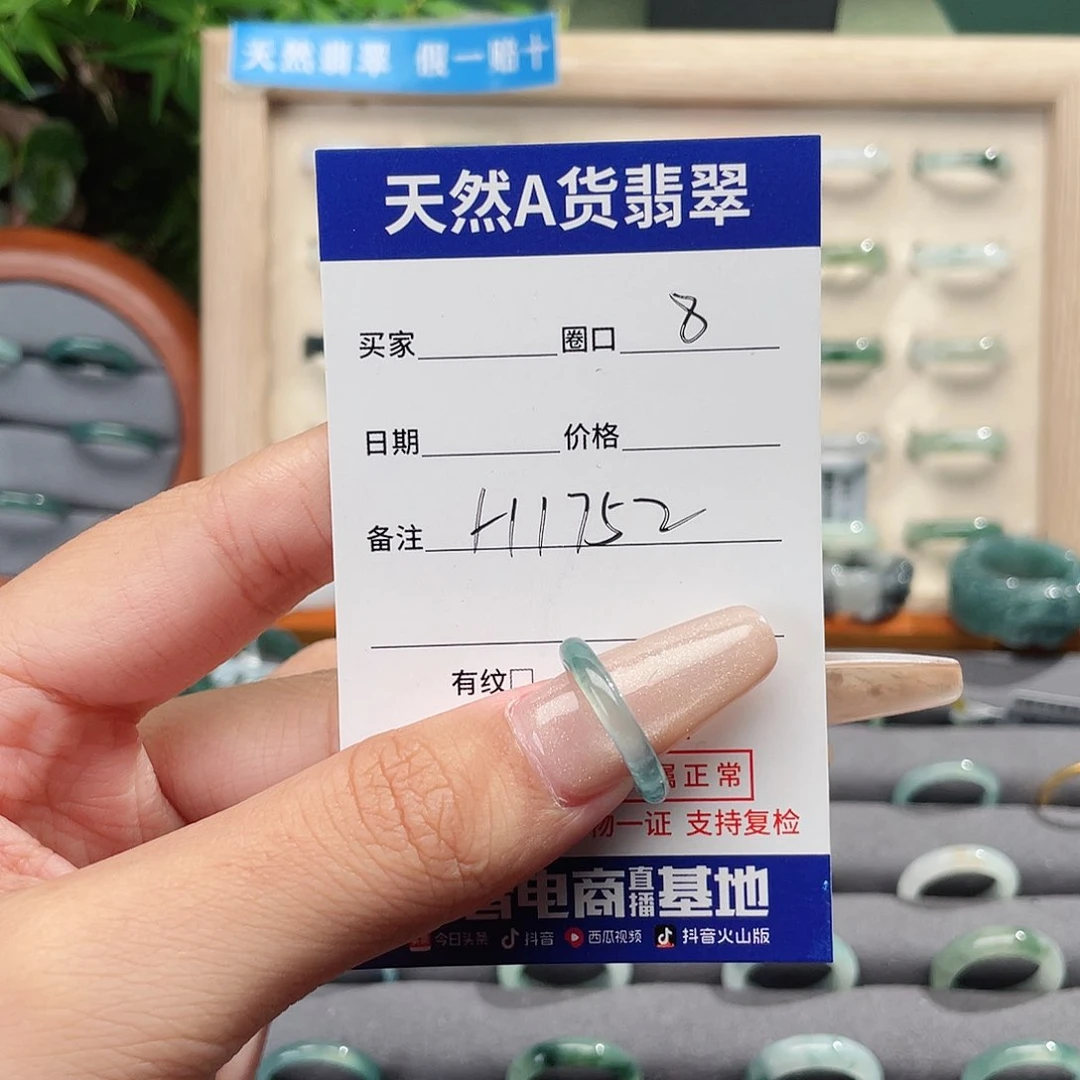 天然翡翠 假一赔十
天然A货翡翠
买家 圈口 8
日期 价格
备注 H11752
有纹□
属正常
物一证 支持复检
音电商直播基地
今日头条 抖音 西瓜视频 抖音火山版